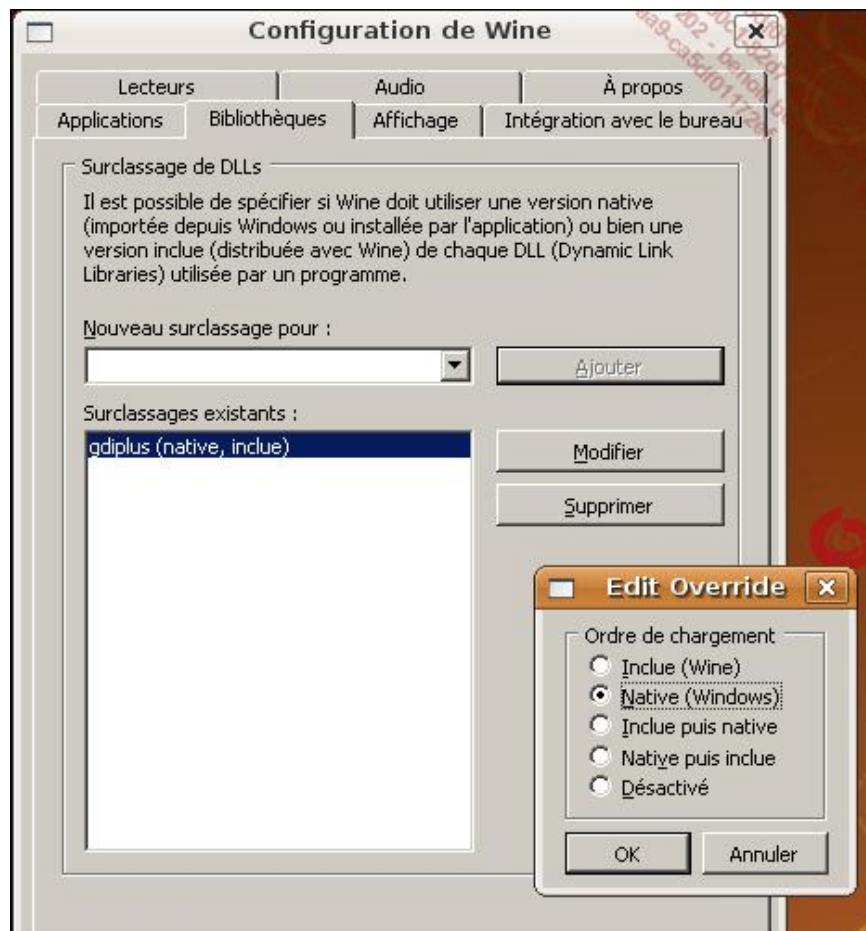 Configuration de Wine
Lecteurs
Audio
À propos
Applications
Bibliothèques
Affichage
Intégration avec le bureau
Surclassage de DLLs
Il est possible de spécifier si Wine doit utiliser une version native
(importée depuis Windows ou installée par l'application) ou bien une
version inclue (distribuée avec Wine) de chaque DLL (Dynamic Link
Libraries) utilisée par un programme.
Nouveau surclassage pour :
Ajouter
Surclassages existants :
gdiplus (native, inclue)
Modifier
Supprimer
Edit Override
Ordre de chargement
Inclue (Wine)
Native (Windows)
Inclue puis native
Native puis inclue
Désactivé
OK
Annuler